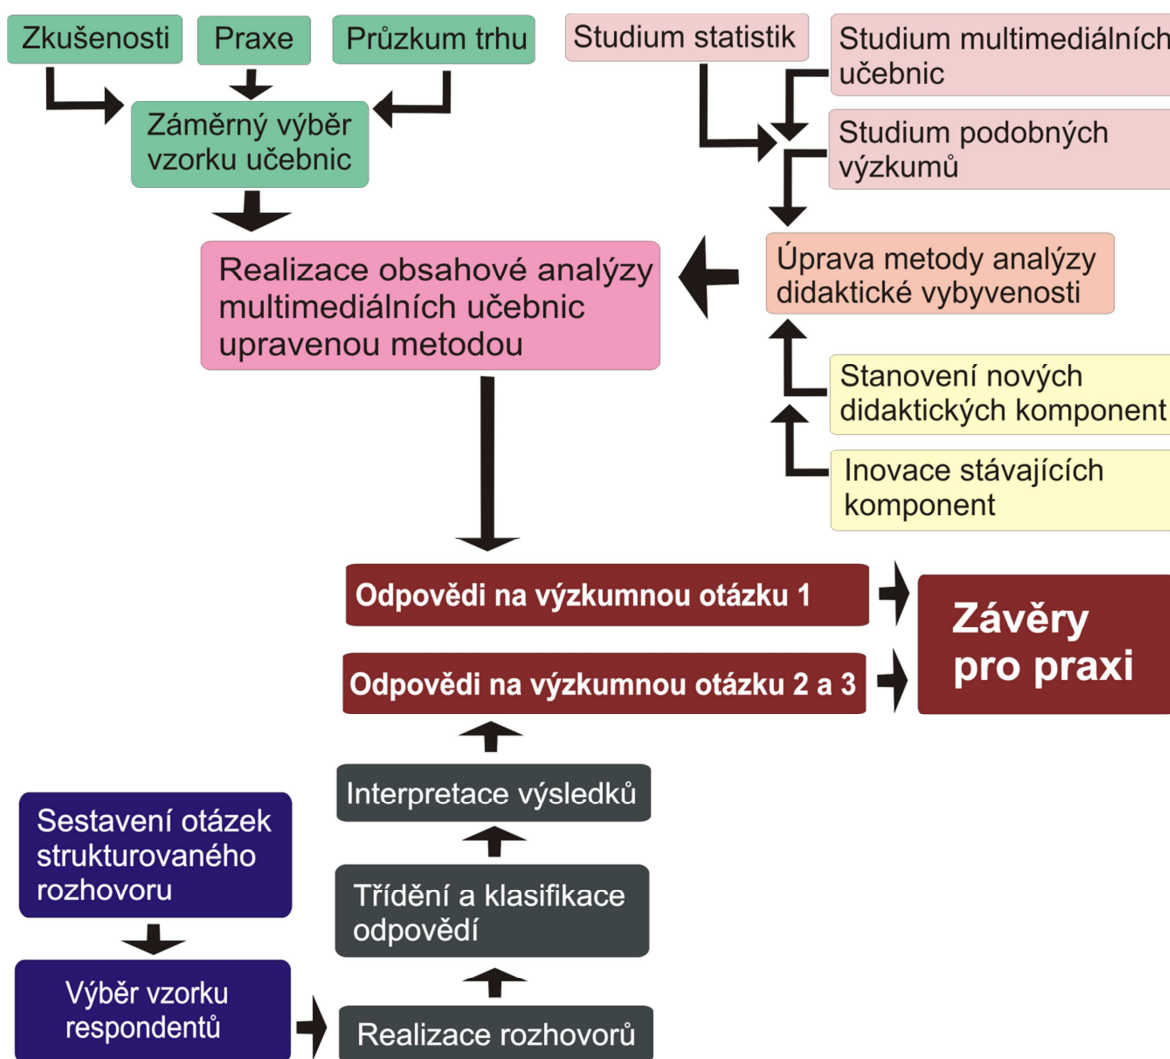 Zkušenosti
Praxe
Průzkum trhu
Záměrný výběr
vzorku učebnic
Studium statistik
Studium multimediálních
učebnic
Studium podobných
výzkumů
Realizace obsahové analýzy
multimediálních učebnic
upravenou metodou
Úprava metody analýzy
didaktické vybyvenosti
Stanovení nových
didaktických komponent
Inovace stávajících
komponent
Odpovědi na výzkumnou otázku 1
Odpovědi na výzkumnou otázku 2 a 3
Závěry
pro praxi
Interpretace výsledků
Sestavení otázek
strukturovaného
rozhovoru
Třídění a klasifikace
odpovědí
Výběr vzorku
respondentů
Realizace rozhovorů